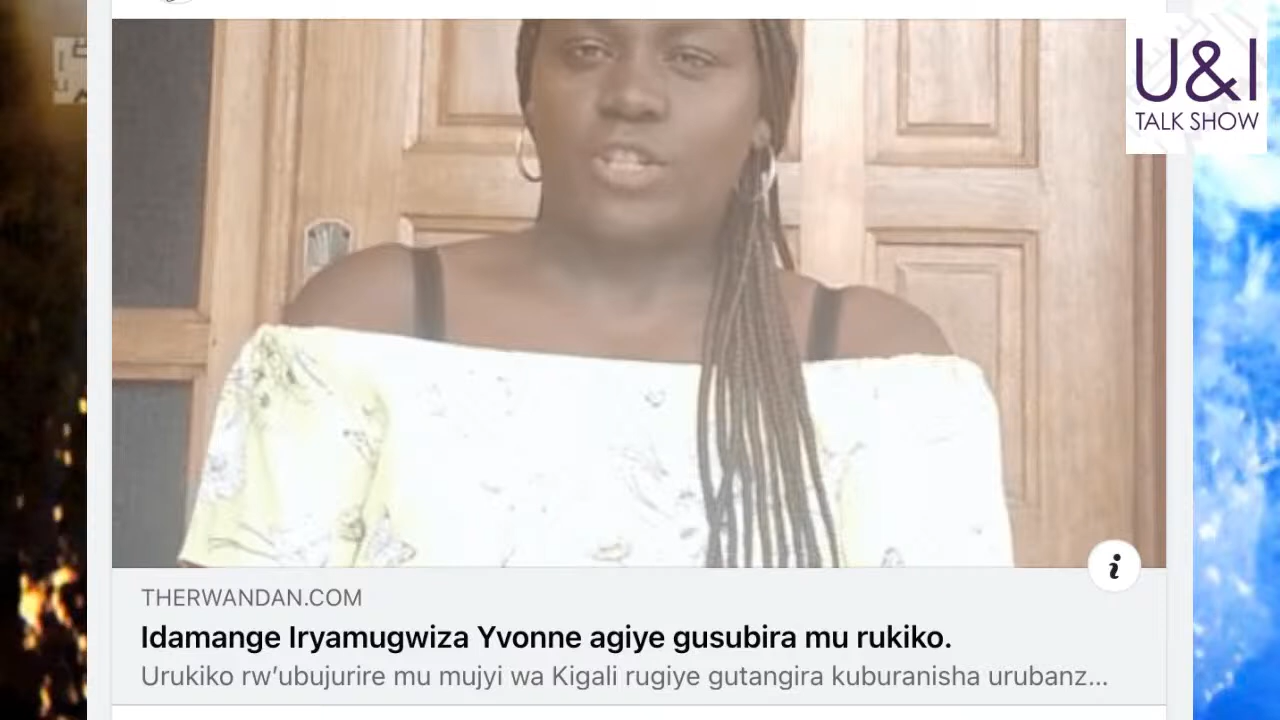 U&I
TALK SHOW
i
THERWANDAN.COM
Idamange Iryamugwiza Yvonne agiye gusubira mu rukiko.
Urukiko rw'ubujurire mu mujyi wa Kigali rugiye gutangira kuburanisha urubanz...